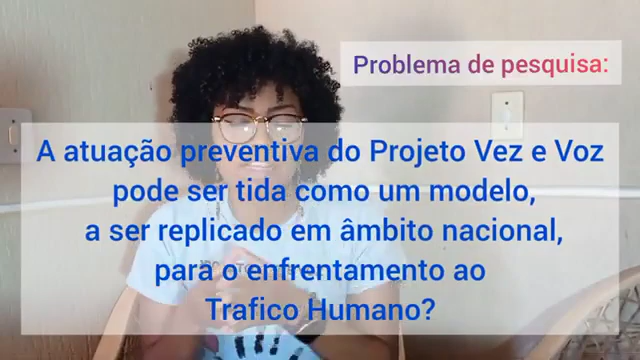 Problema de pesquisa:
A atuação preventiva do Projeto Vez e Voz
pode ser tida como um modelo,
a ser replicado em âmbito nacional,
para o enfrentamento ao
Trafico Humano?